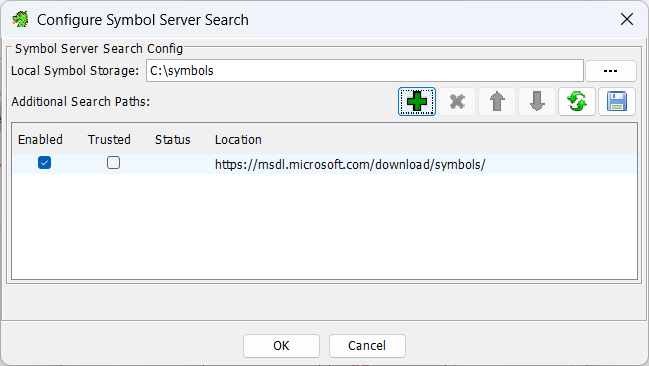 Configure Symbol Server Search
Symbol Server Search Config
Local Symbol Storage: C:\symbols ...
Additional Search Paths:
Enabled Trusted Status Location
https://msdl.microsoft.com/download/symbols/
OK Cancel